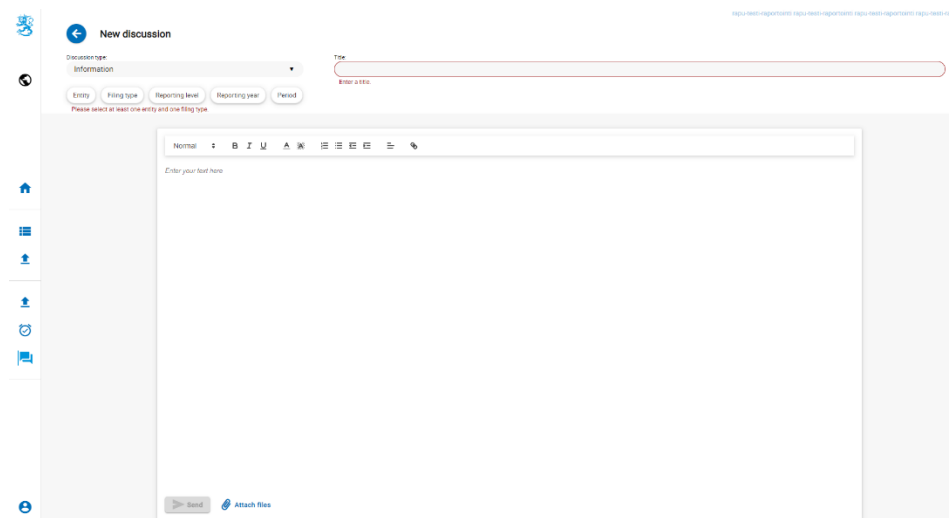 New discussion
Discussion type:
Title
Information
Enter a title.
Entity
Filing type
Reporting level
Reporting year
Period
Please select at least one entity and one filing type.
Normal
B I U A
Enter your text here
Send
Attach files